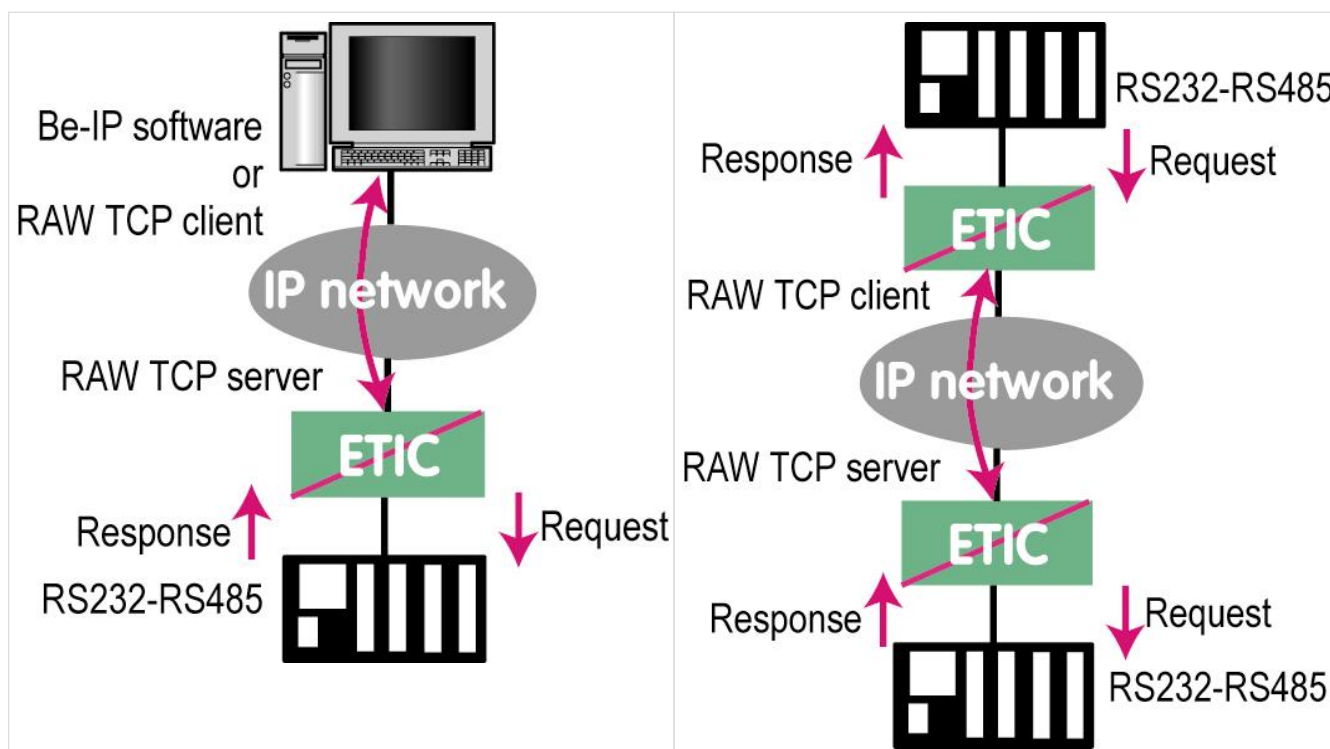 Be-IP software
or
RAW TCP client
IP network
RAW TCP server
ETIC
Response
Request
RS232-RS485
RS232-RS485
Response
Request
ETIC
RAW TCP client
IP network
RAW TCP server
ETIC
Response
Request
RS232-RS485